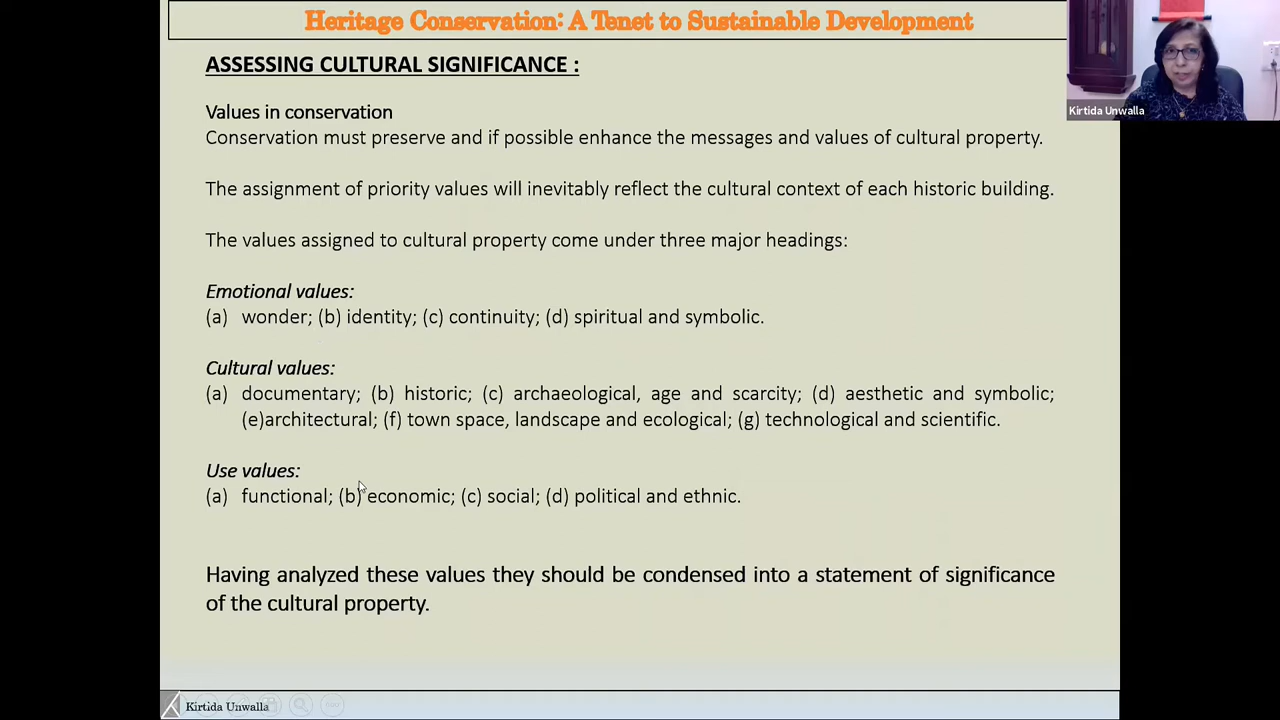 Heritage Conservation: A Tenet to Sustainable Development
ASSESSING CULTURAL SIGNIFICANCE :
Kirtida Unwalla
Values in conservation
Conservation must preserve and if possible enhance the messages and values of cultural property.
The assignment of priority values will inevitably reflect the cultural context of each historic building.
The values assigned to cultural property come under three major headings:
Emotional values:
(a) wonder; (b) identity; (c) continuity; (d) spiritual and symbolic.
Cultural values:
(a) documentary; (b) historic; (c) archaeological, age and scarcity; (d) aesthetic and symbolic;
(e)architectural; (f) town space, landscape and ecological; (g) technological and scientific.
Use values:
(a) functional; (b) economic; (c) social; (d) political and ethnic.
Having analyzed these values they should be condensed into a statement of significance
of the cultural property.
Kirtida Unwalla